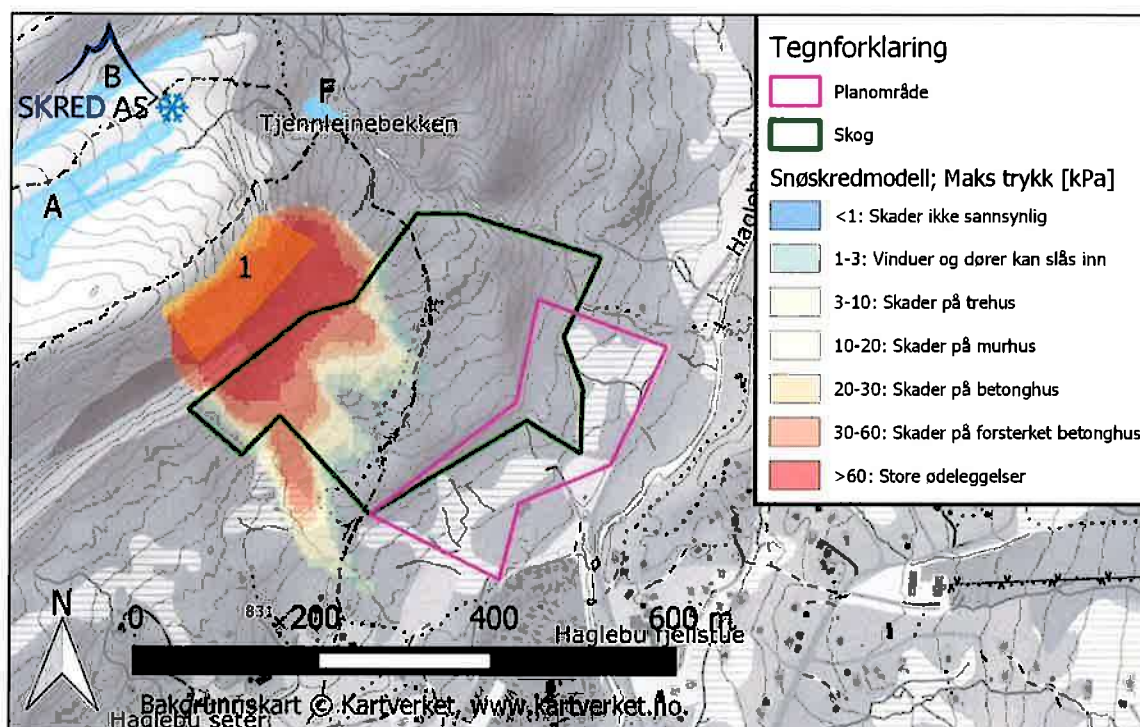 B
SKRED AS
F
Tjennleinebekken
A
1
N
831
0 200 400 600 m
Haglebu fjellstue
Bakgrunnskart © Kartverket, www.kartverket.no.
Haglebu seter
Tegnforklaring
Planområde
Skog
Snøskredmodell; Maks trykk [kPa]
<1: Skader ikke sannsynlig
1-3: Vinduer og dører kan slås inn
3-10: Skader på trehus
10-20: Skader på murhus
20-30: Skader på betonghus
30-60: Skader på forsterket betonghus
>60: Store ødeleggelser